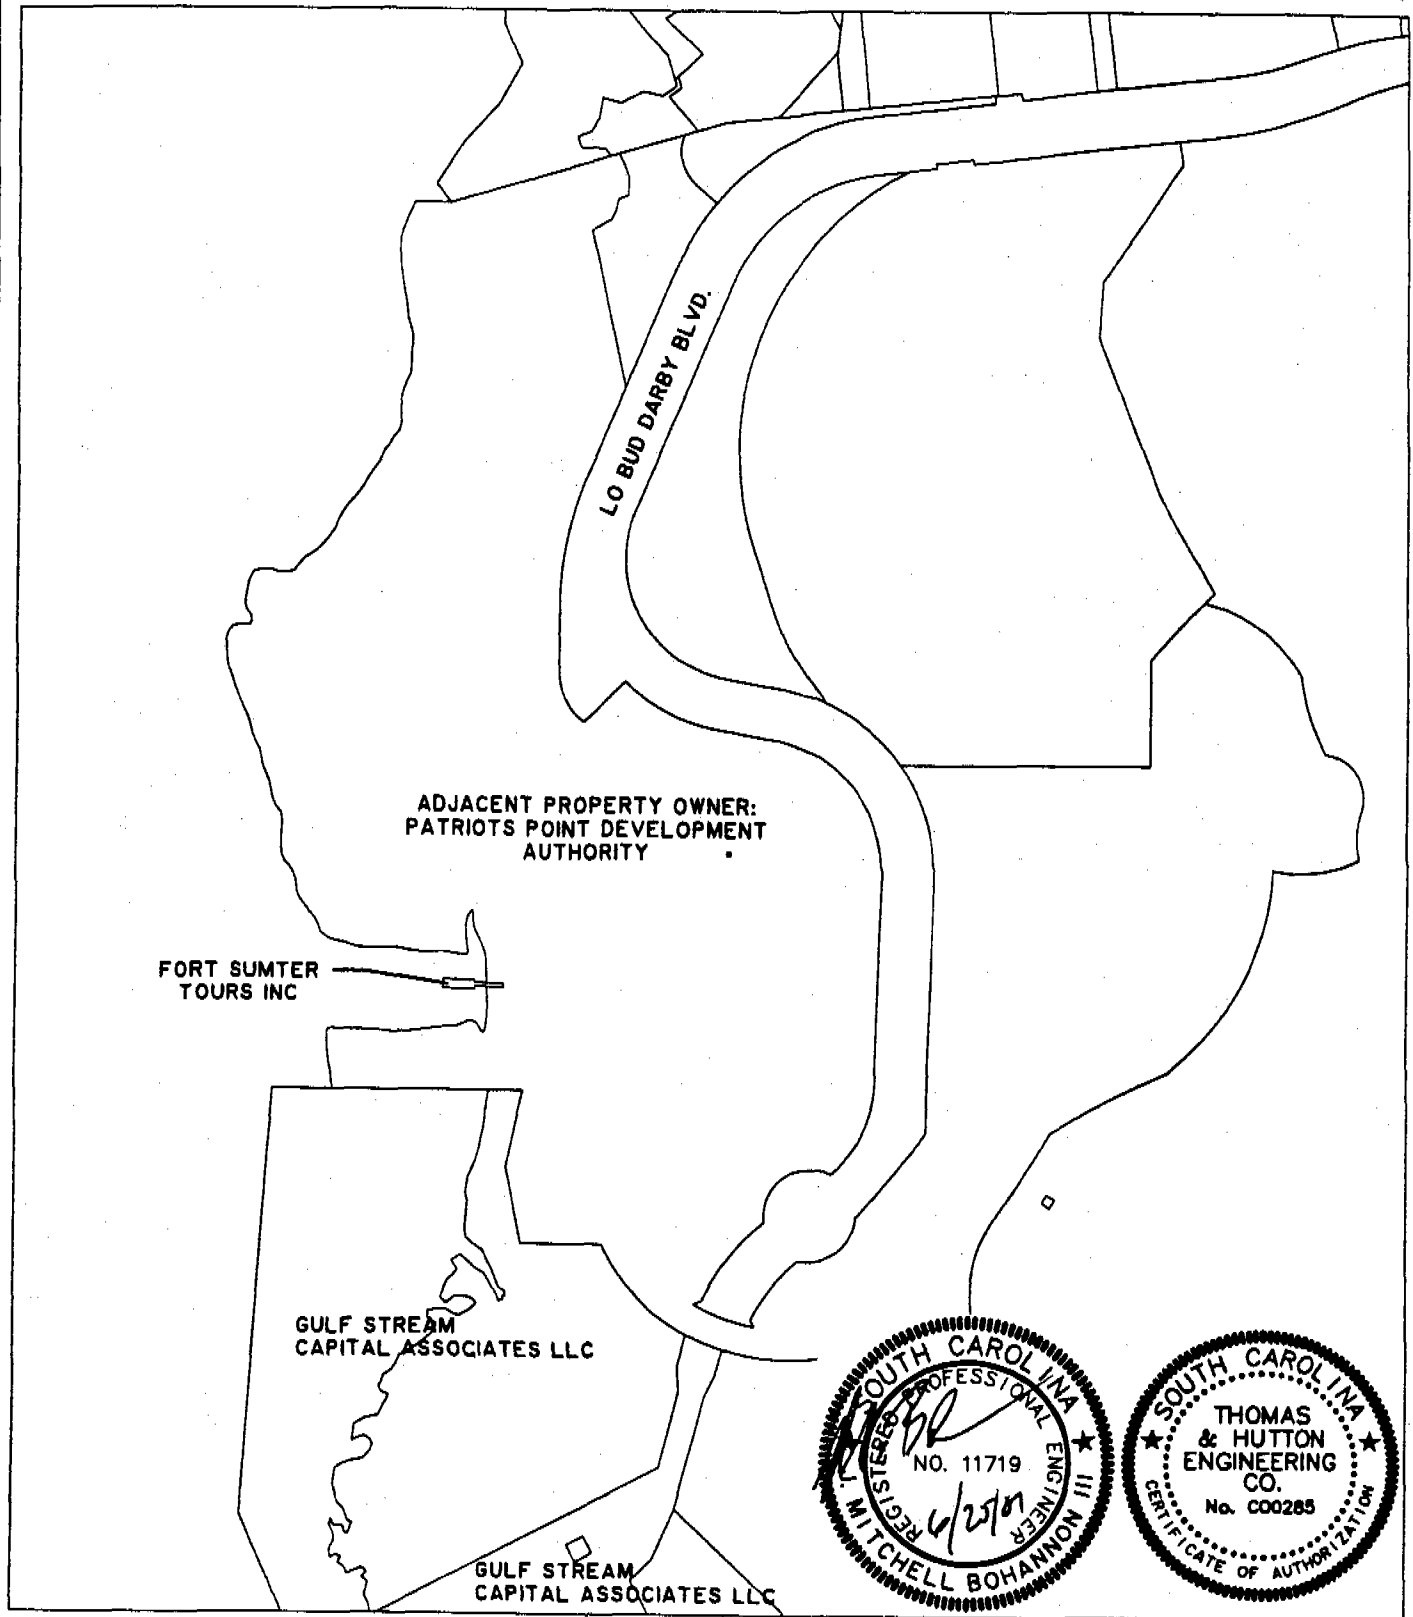 LO BUD DARBY BLVD.
ADJACENT PROPERTY OWNER:
PATRIOTS POINT DEVELOPMENT
AUTHORITY
FORT SUMTER
TOURS INC
GULF STREAM
CAPITAL ASSOCIATES LLC
GULF STREAM
CAPITAL ASSOCIATES LLC
SOUTH CAROLINA
REGISTERED PROFESSIONAL ENGINEER
NO. 11719
J. MITCHELL BOHANNON III
SOUTH CAROLINA
THOMAS
& HUTTON
ENGINEERING
CO.
No. C00285
CERTIFICATE OF AUTHORIZATION